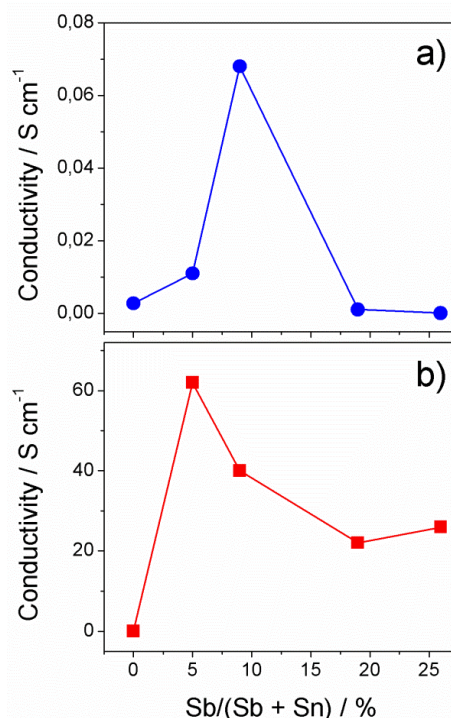 a)
0,08
0,06
0,04
0,02
0,00
Conductivity / S cm⁻¹
b)
60
40
20
0
Conductivity / S cm⁻¹
0 5 10 15 20 25
Sb/(Sb + Sn) / %